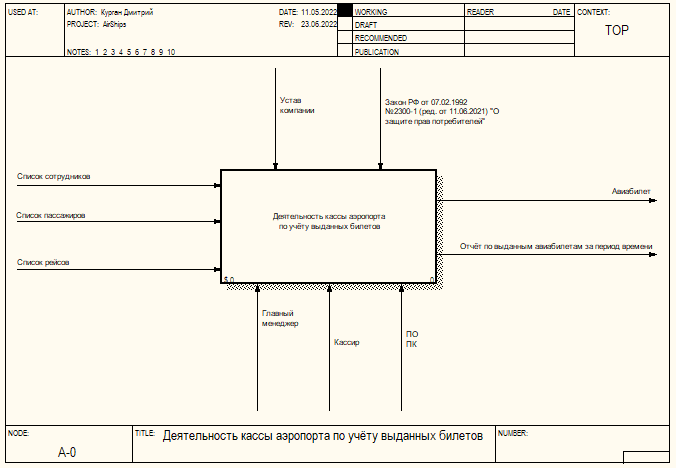 USED AT:
AUTHOR: Курган Дмитрий
DATE: 11.05.2022
WORKING
READER
DATE
CONTEXT:
PROJECT: AirShips
REV: 23.06.2022
DRAFT
TOP
RECOMMENDED
NOTES: 1 2 3 4 5 6 7 8 9 10
PUBLICATION
Устав
компании
Закон РФ от 07.02.1992
№2300-1 (ред. от 11.06.2021) "О
защите прав потребителей"
Список сотрудников
Список пассажиров
Список рейсов
Деятельность кассы аэропорта
по учёту выданных билетов
$ 0
0
Авиабилет
Отчёт по выданным авиабилетам за период времени
Главный
менеджер
Кассир
ПО
ПК
NODE:
A-0
TITLE:
Деятельность кассы аэропорта по учёту выданных билетов
NUMBER: